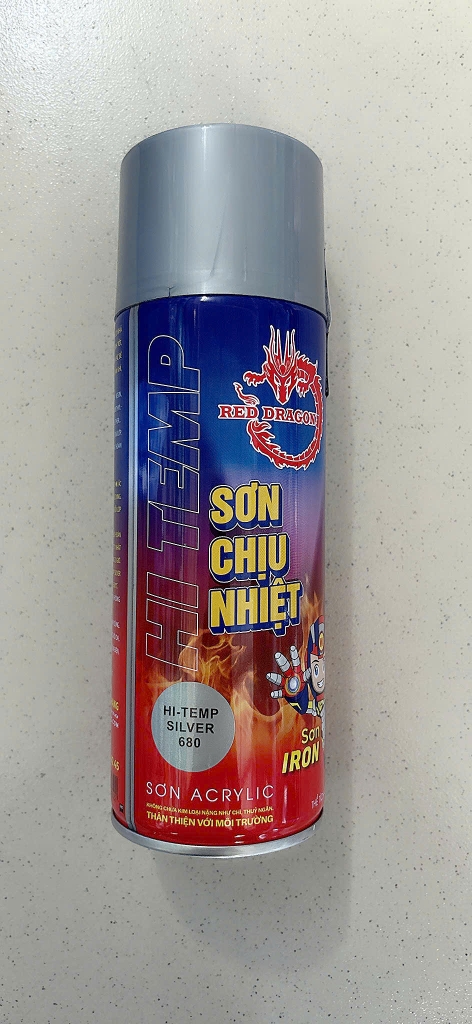 RED DRAGON
HI TEMP
SƠN
CHỊU
NHIỆT
HI-TEMP
SILVER
680
Sơn
IRON
SƠN ACRYLIC
KHÔNG CHỨA KIM LOẠI NẶNG NHƯ CHÌ, THUỶ NGÂN.
THÂN THIỆN VỚI MÔI TRƯỜNG